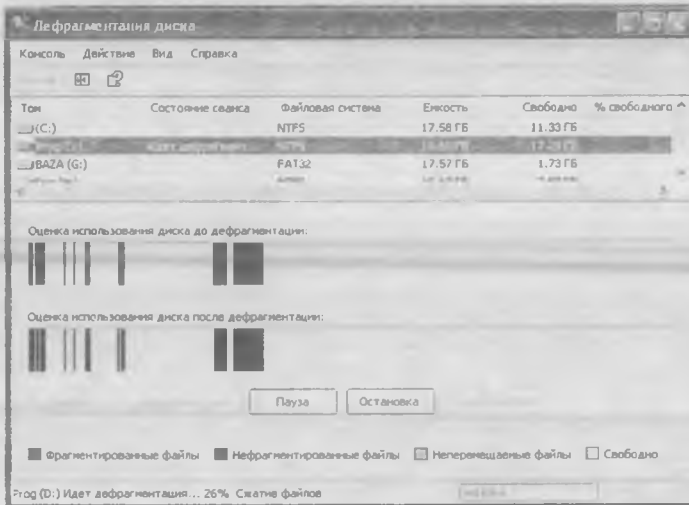 Дефрагментация диска
Консоль Действие Вид Справка
Том Состояние сеанса Файловая система Емкость Свободно % свободного
(C:) NTFS 17.58 ГБ 11.33 ГБ
BAZA (G:) FAT32 17.57 ГБ 1.73 ГБ
Оценка использования диска до дефрагментации:
Оценка использования диска после дефрагментации:
Пауза Остановка
Фрагментированные файлы Нефрагментированные файлы Неперемещаемые файлы Свободно
Prog (D:) Идет дефрагментация... 26% Сжатие файлов